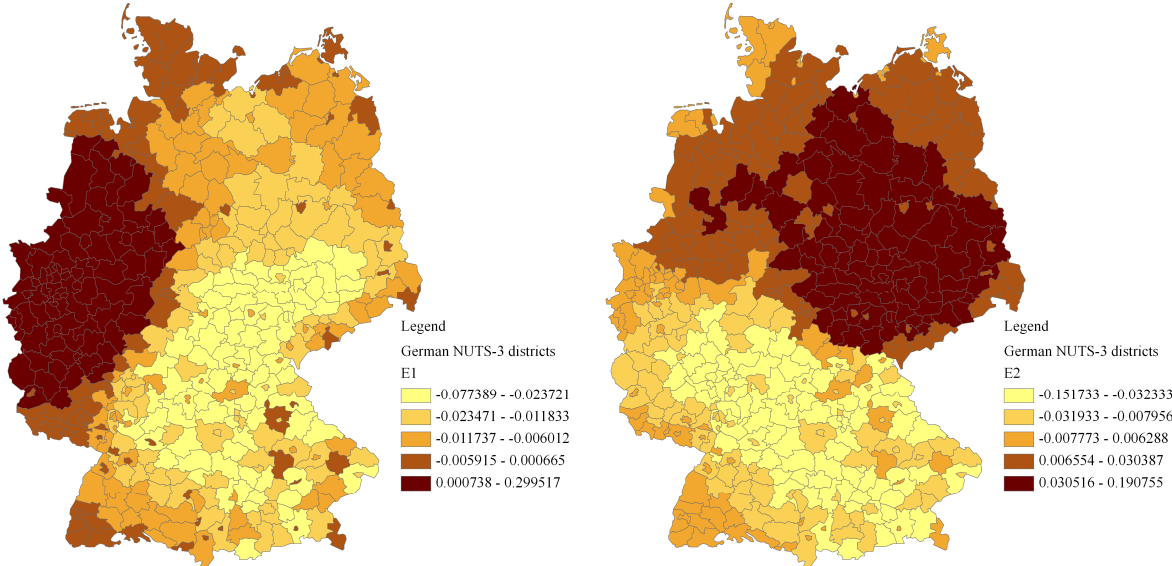 Legend
German NUTS-3 districts
E1
-0.077389 - -0.023721
-0.023471 - -0.011833
-0.011737 - -0.006012
-0.005915 - 0.000665
0.000738 - 0.299517
Legend
German NUTS-3 districts
E2
-0.151733 - -0.032333
-0.031933 - -0.007956
-0.007773 - 0.006288
0.006554 - 0.030387
0.030516 - 0.190755